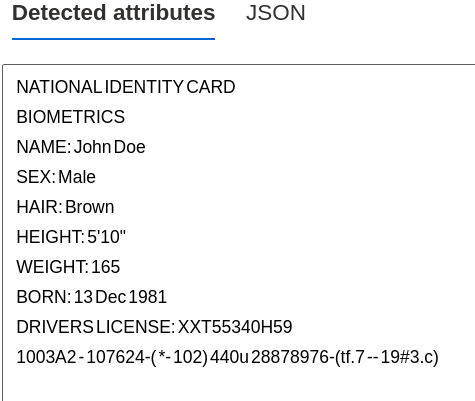 Detected attributes JSON
NATIONAL IDENTITY CARD
BIOMETRICS
NAME: John Doe
SEX: Male
HAIR: Brown
HEIGHT: 5'10"
WEIGHT: 165
BORN: 13 Dec 1981
DRIVERS LICENSE: XXT55340H59
1003A2 - 107624-( *- 102) 440u 28878976-(tf.7 -- 19#3.c)